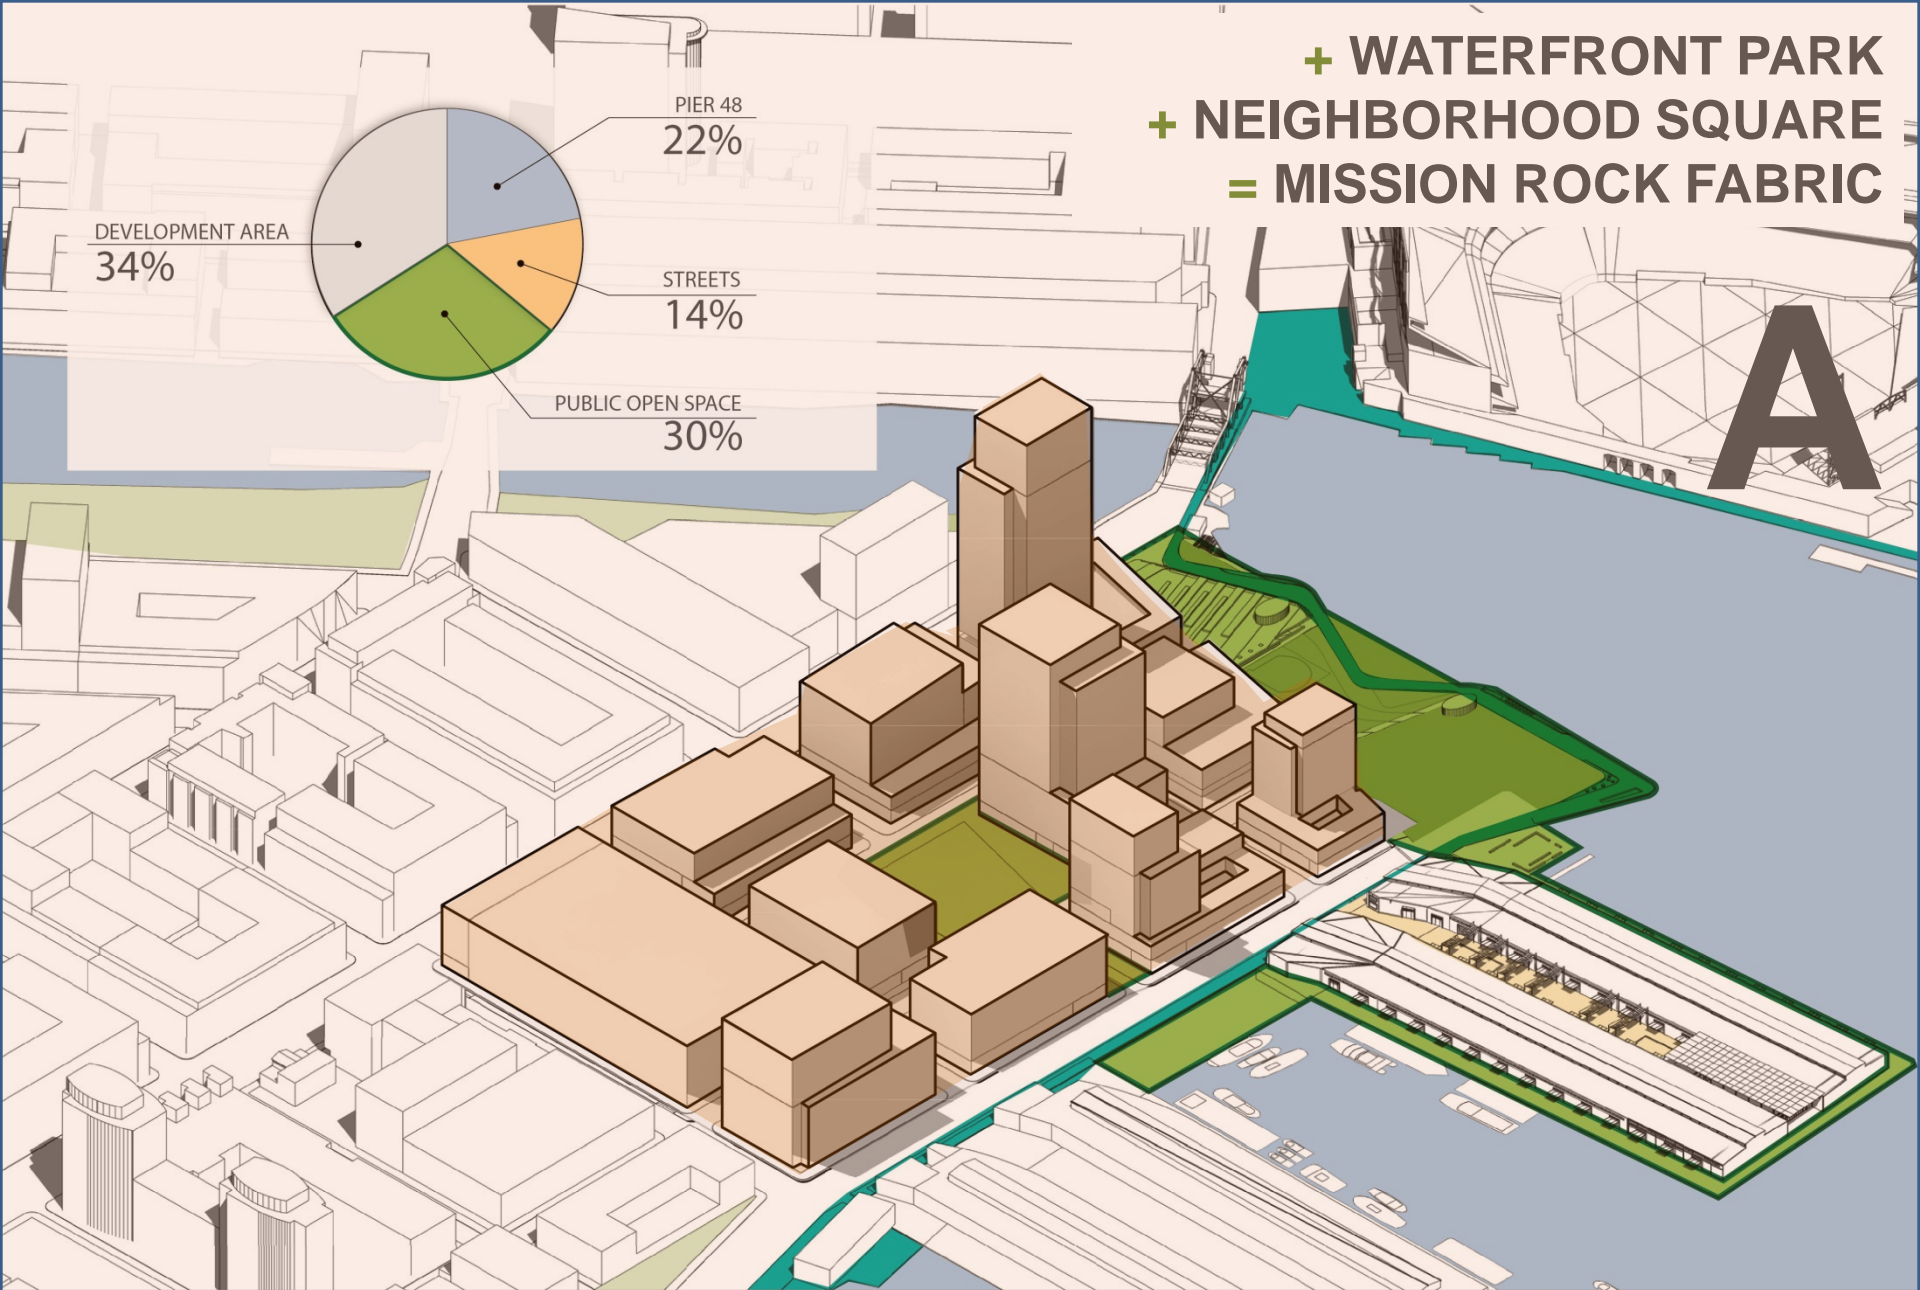 + WATERFRONT PARK
+ NEIGHBORHOOD SQUARE
= MISSION ROCK FABRIC
A
PIER 48
22%
DEVELOPMENT AREA
34%
STREETS
14%
PUBLIC OPEN SPACE
30%